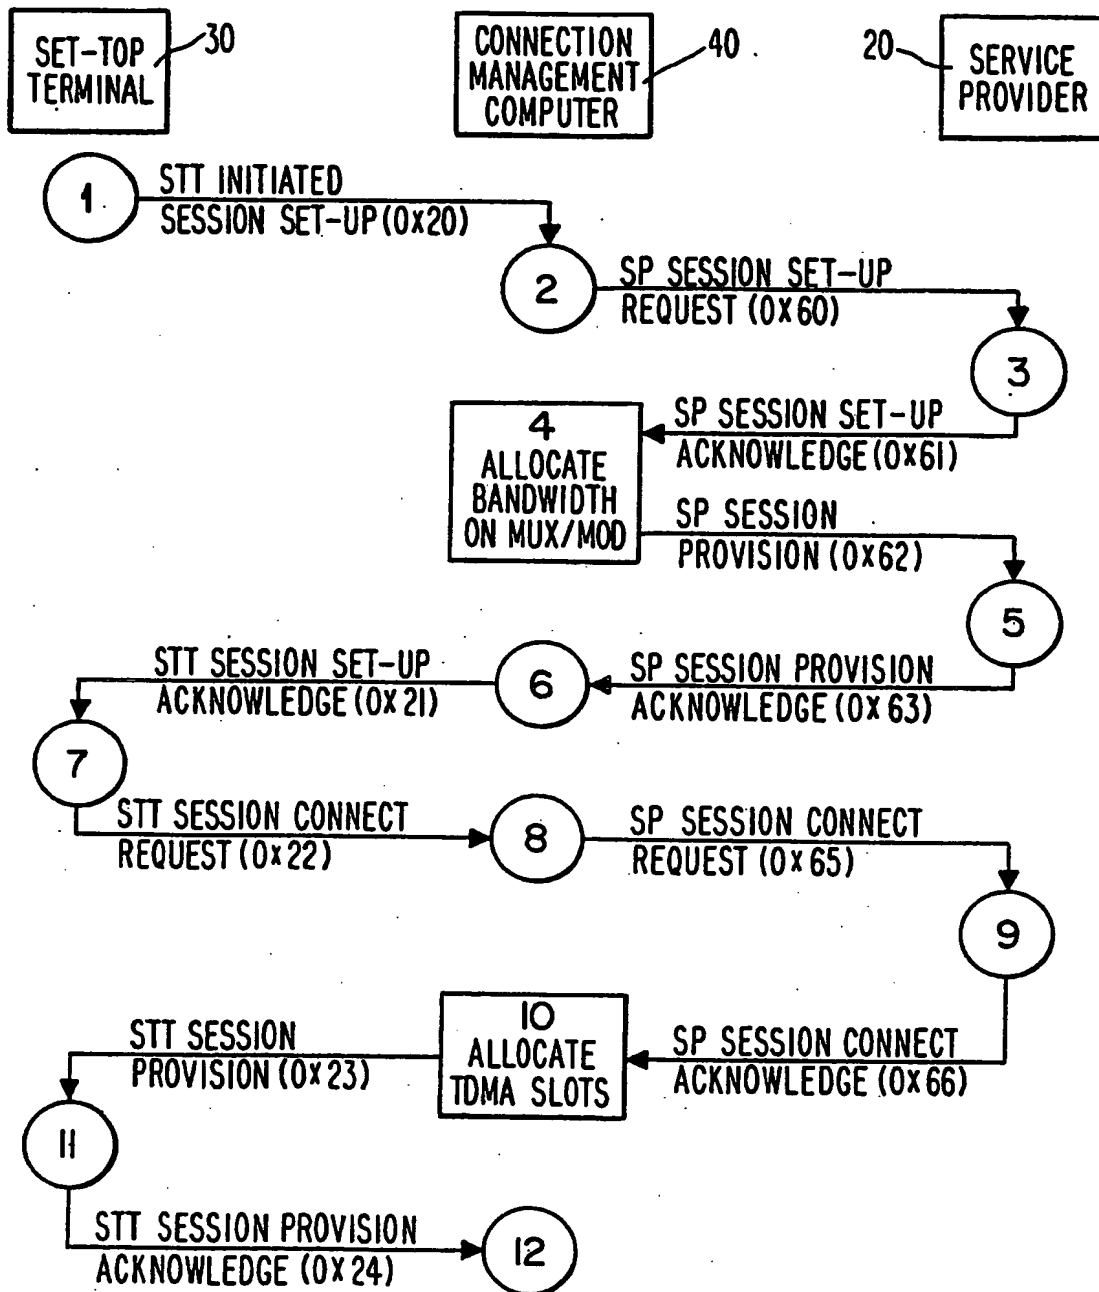 SET-TOP
TERMINAL
30
CONNECTION
MANAGEMENT
COMPUTER
40
20
SERVICE
PROVIDER
1
STT INITIATED
SESSION SET-UP (0X20)
2
SP SESSION SET-UP
REQUEST (0X60)
3
SP SESSION SET-UP
ACKNOWLEDGE (0X61)
4
ALLOCATE
BANDWIDTH
ON MUX/MOD
SP SESSION
PROVISION (0X62)
5
SP SESSION PROVISION
ACKNOWLEDGE (0X63)
6
STT SESSION SET-UP
ACKNOWLEDGE (0X21)
7
STT SESSION CONNECT
REQUEST (0X22)
8
SP SESSION CONNECT
REQUEST (0X65)
9
SP SESSION CONNECT
ACKNOWLEDGE (0X66)
10
ALLOCATE
TDMA SLOTS
STT SESSION
PROVISION (0X23)
11
STT SESSION PROVISION
ACKNOWLEDGE (0X24)
12